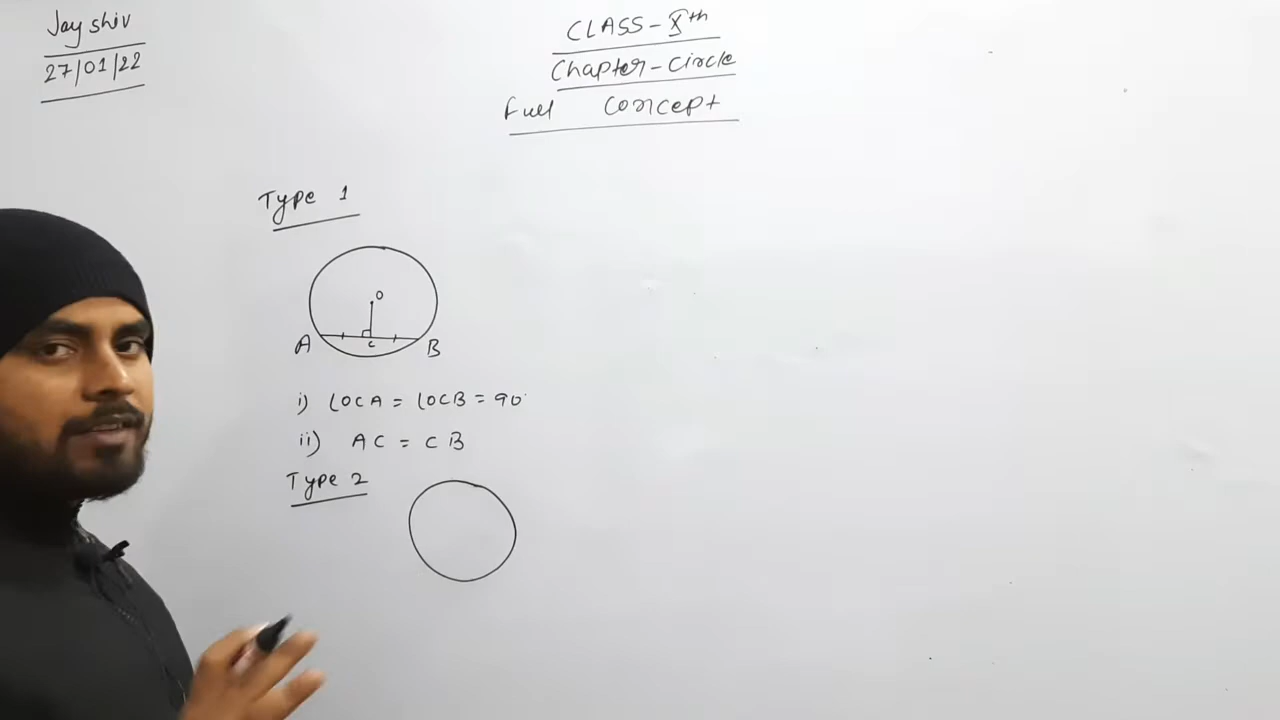 Jay shiv
27/01/22
CLASS-Xth
Chapter-Circle
Full Concept
Type 1
O
A
C
B
i) ∠OCA = ∠OCB = 90°
ii) AC = CB
Type 2